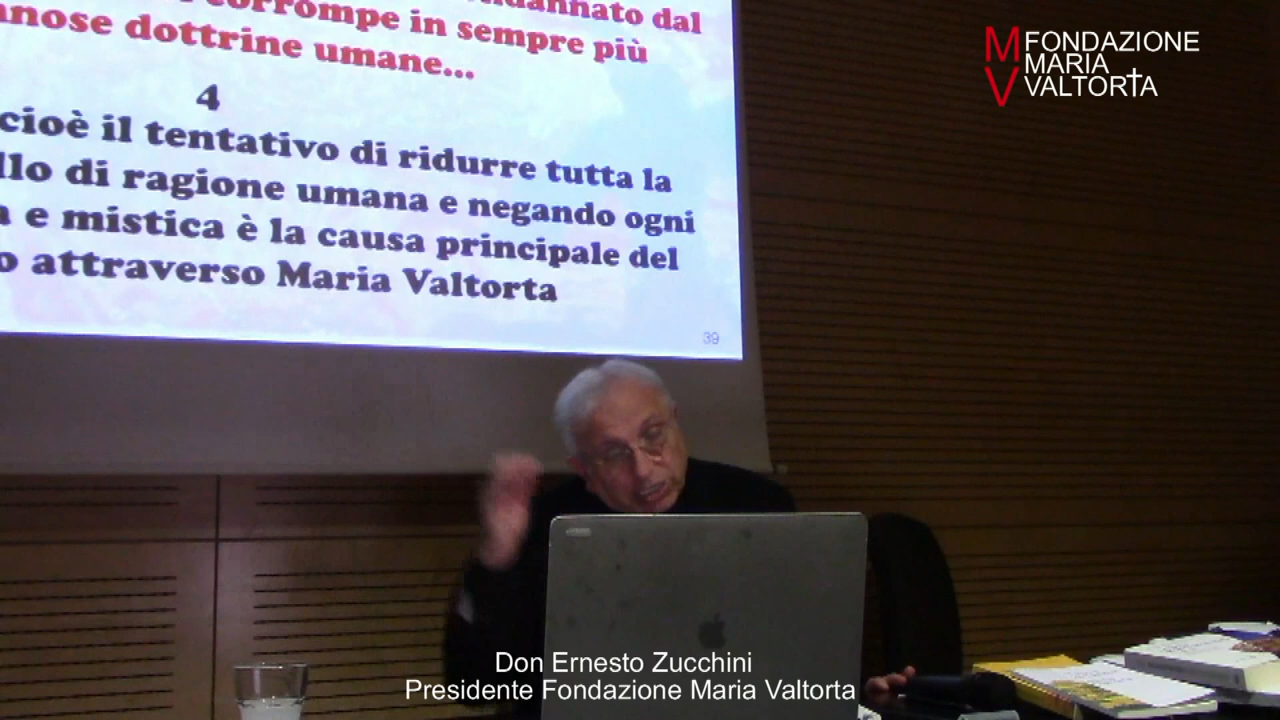 corrompe in sempre più
dottrine umane...
4
cioè il tentativo di ridurre tutta la
di ragione umana e negando ogni
e mistica è la causa principale del
attraverso Maria Valtorta
39
MV FONDAZIONE
MARIA
VALTORTA
Don Ernesto Zucchini
Presidente Fondazione Maria Valtorta